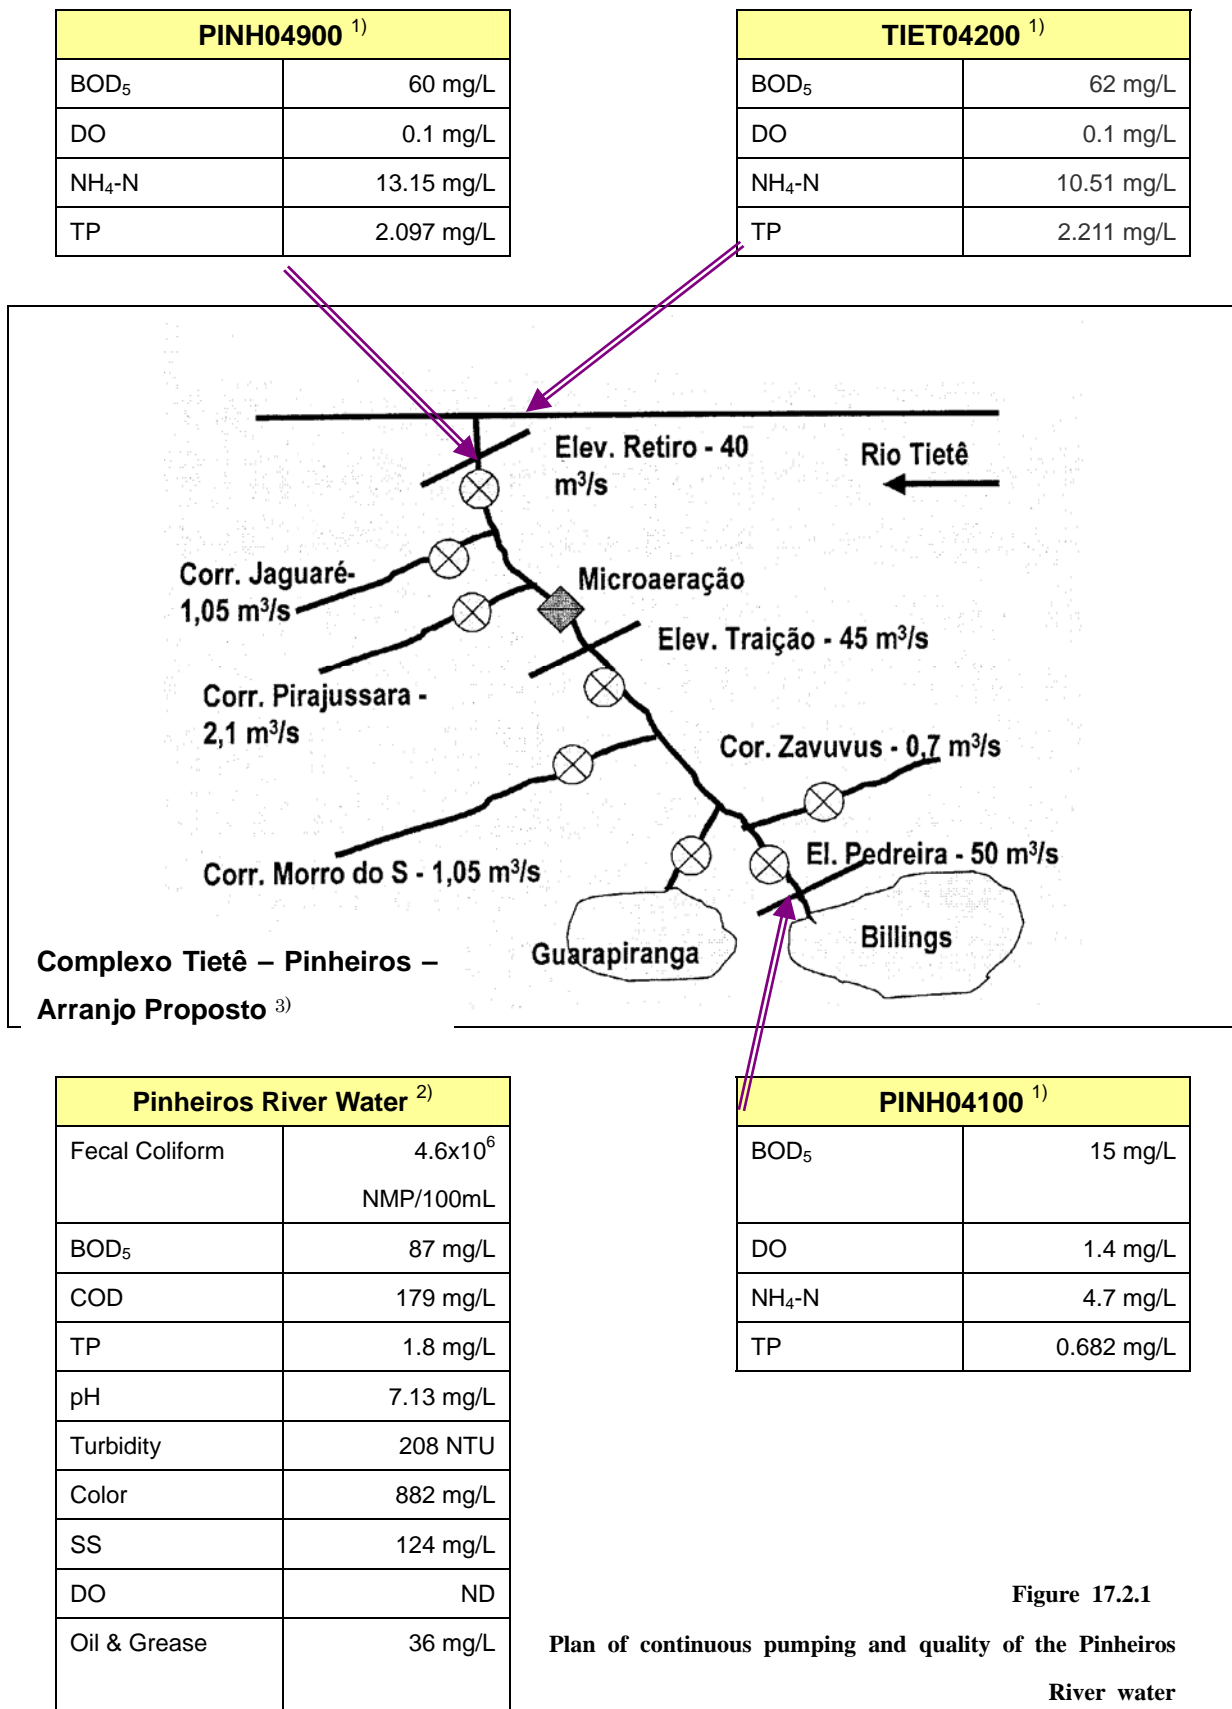 PINH04900 1)
BOD5 60 mg/L
DO 0.1 mg/L
NH4-N 13.15 mg/L
TP 2.097 mg/L
TIET04200 1)
BOD5 62 mg/L
DO 0.1 mg/L
NH4-N 10.51 mg/L
TP 2.211 mg/L
Elev. Retiro - 40
m³/s
Rio Tietê
Corr. Jaguaré-
1,05 m³/s
Microaeração
Elev. Traição - 45 m³/s
Corr. Pirajussara -
2,1 m³/s
Cor. Zavuvus - 0,7 m³/s
Corr. Morro do S - 1,05 m³/s
El. Pedreira - 50 m³/s
Guarapiranga
Billings
Complexo Tietê – Pinheiros –
Arranjo Proposto 3)
Pinheiros River Water 2)
Fecal Coliform 4.6x10⁶
NMP/100mL
BOD5 87 mg/L
COD 179 mg/L
TP 1.8 mg/L
pH 7.13 mg/L
Turbidity 208 NTU
Color 882 mg/L
SS 124 mg/L
DO ND
Oil & Grease 36 mg/L
PINH04100 1)
BOD5 15 mg/L
DO 1.4 mg/L
NH4-N 4.7 mg/L
TP 0.682 mg/L
Figure 17.2.1
Plan of continuous pumping and quality of the Pinheiros
River water